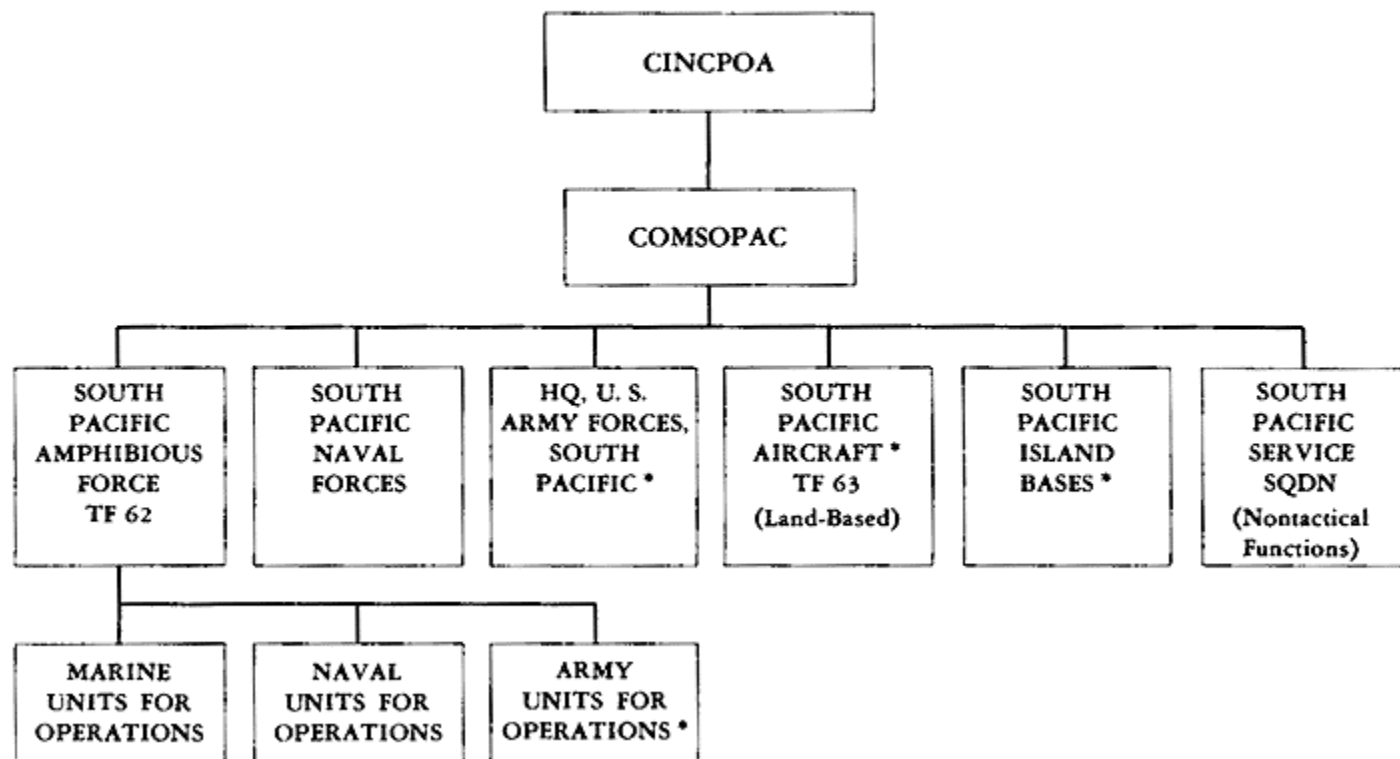 CINCPOA
COMSOPAC
SOUTH
PACIFIC
AMPHIBIOUS
FORCE
TF 62
SOUTH
PACIFIC
NAVAL
FORCES
HQ, U. S.
ARMY FORCES,
SOUTH
PACIFIC *
SOUTH
PACIFIC
AIRCRAFT *
TF 63
(Land-Based)
SOUTH
PACIFIC
ISLAND
BASES *
SOUTH
PACIFIC
SERVICE
SQDN
(Nontactical
Functions)
MARINE
UNITS FOR
OPERATIONS
NAVAL
UNITS FOR
OPERATIONS
ARMY
UNITS FOR
OPERATIONS *